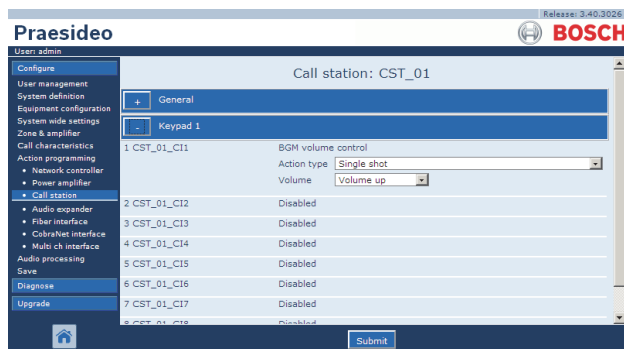 Release: 3.40.3026
Praesideo
BOSCH
User: admin
Configure
User management
System definition
Equipment configuration
System wide settings
Zone & amplifier
Call characteristics
Action programming
• Network controller
• Power amplifier
• Call station
• Audio expander
• Fiber interface
• CobraNet interface
• Multi ch interface
Audio processing
Save
Diagnose
Upgrade
Call station: CST_01
+ General
- Keypad 1
1 CST_01_CI1 BGM volume control
Action type Single shot
Volume Volume up
2 CST_01_CI2 Disabled
3 CST_01_CI3 Disabled
4 CST_01_CI4 Disabled
5 CST_01_CI5 Disabled
6 CST_01_CI6 Disabled
7 CST_01_CI7 Disabled
8 CST_01_CI8 Disabled
Submit